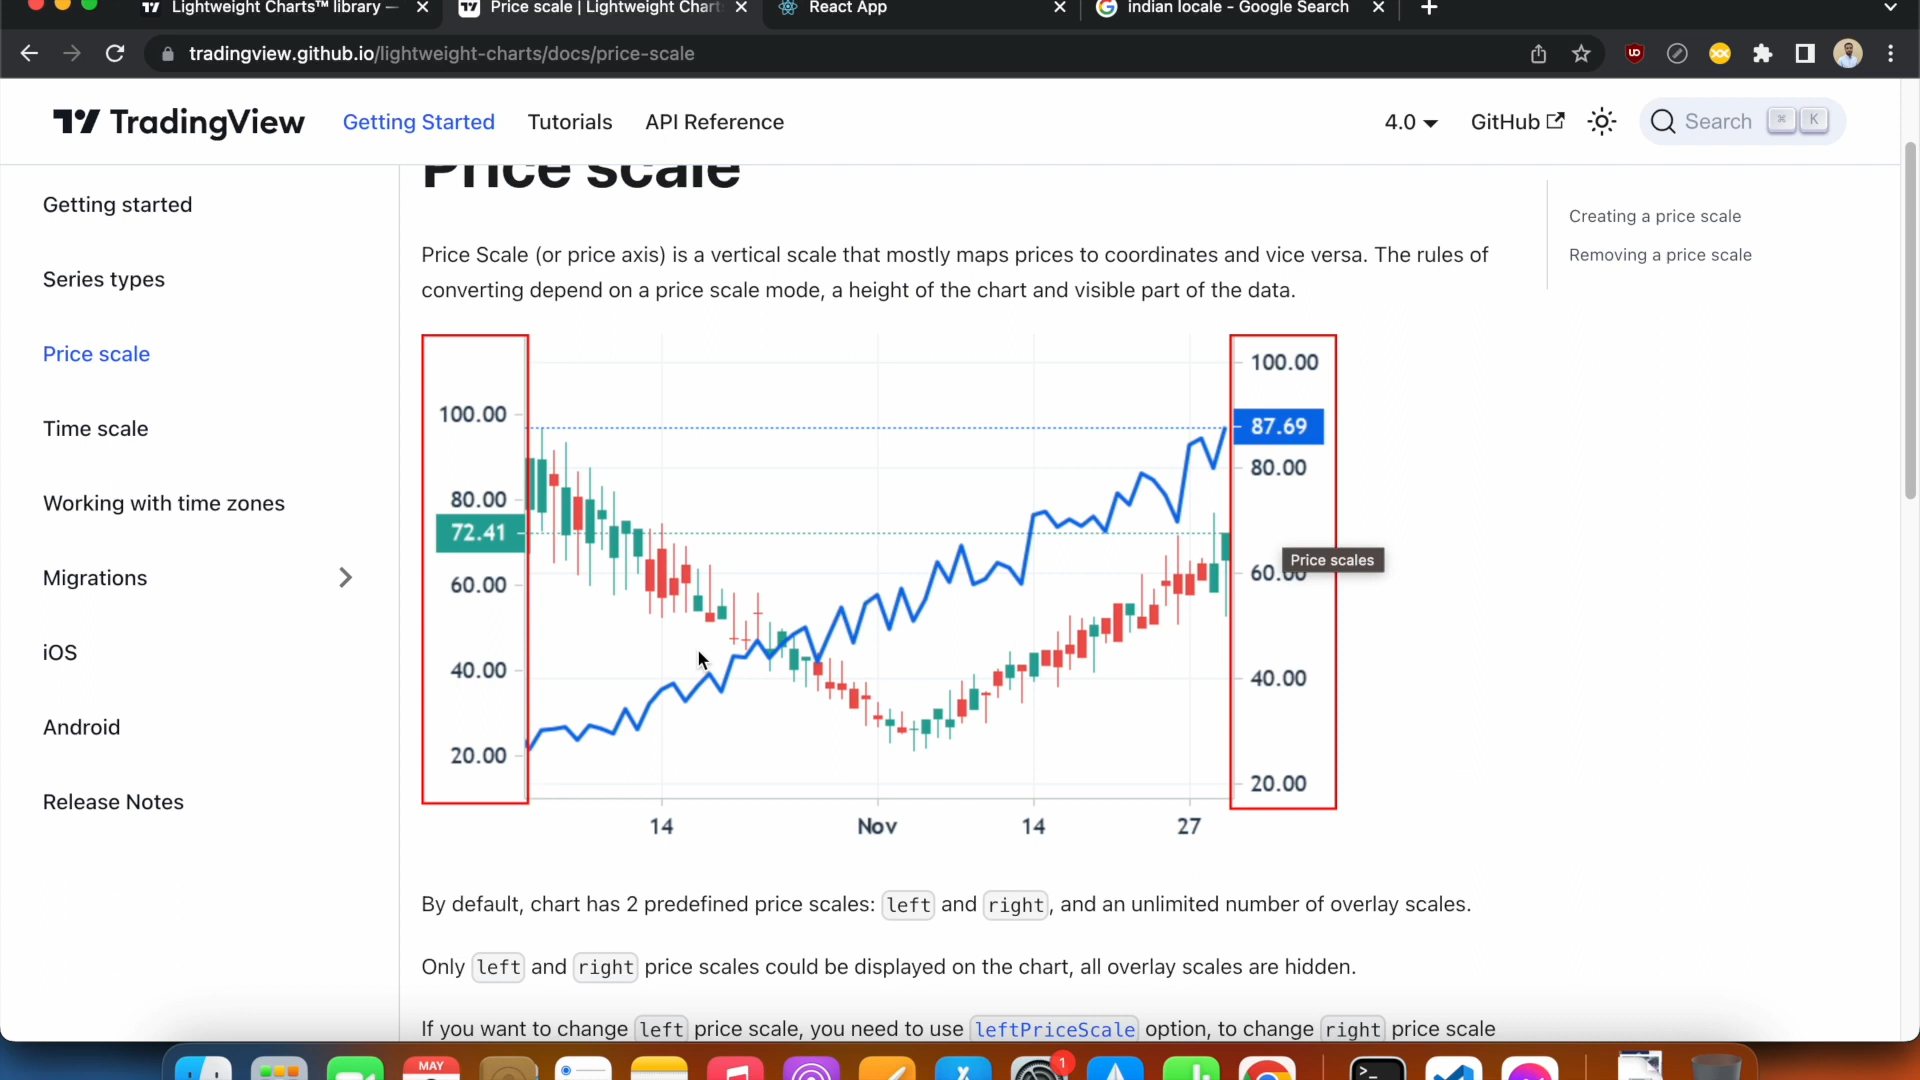 Lightweight Charts™ library –
Price scale | Lightweight Chart
React App
indian locale - Google Search
tradingview.github.io/lightweight-charts/docs/price-scale
TradingView
Getting Started
Tutorials
API Reference
4.0
GitHub
Search
⌘
K
Getting started
Series types
Price scale
Time scale
Working with time zones
Migrations
iOS
Android
Release Notes
Price scale
Price Scale (or price axis) is a vertical scale that mostly maps prices to coordinates and vice versa. The rules of
converting depend on a price scale mode, a height of the chart and visible part of the data.
100.00
80.00
72.41
60.00
40.00
20.00
100.00
87.69
80.00
60.00
Price scales
40.00
20.00
14
Nov
14
27
By default, chart has 2 predefined price scales: left and right, and an unlimited number of overlay scales.
Only left and right price scales could be displayed on the chart, all overlay scales are hidden.
If you want to change left price scale, you need to use leftPriceScale option, to change right price scale
Creating a price scale
Removing a price scale
MAY
1